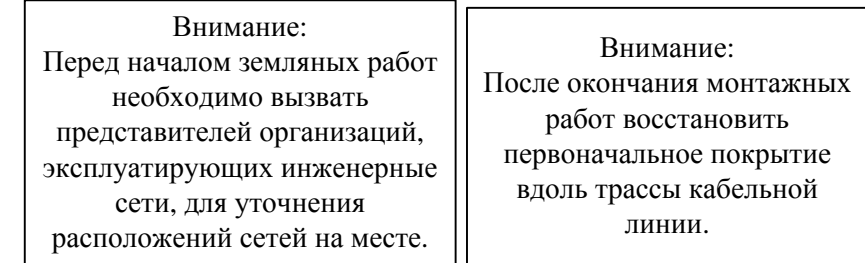 Внимание:
Перед началом земляных работ
необходимо вызвать
представителей организаций,
эксплуатирующих инженерные
сети, для уточнения
расположений сетей на месте.
Внимание:
После окончания монтажных
работ восстановить
первоначальное покрытие
вдоль трассы кабельной
линии.